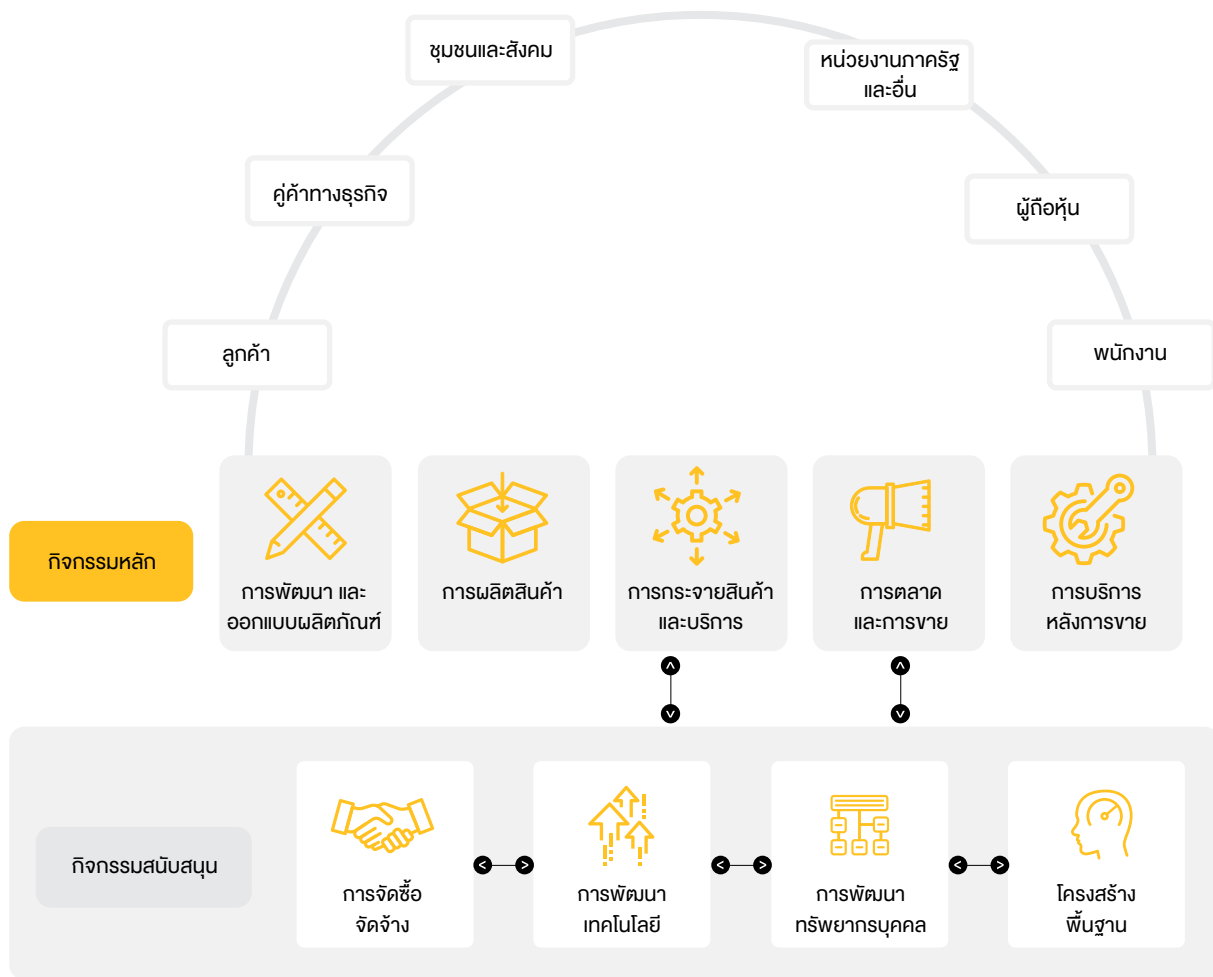 ชุมชนและสังคม
หน่วยงานภาครัฐ
และอื่น
คู่ค้าทางธุรกิจ
ผู้ถือหุ้น
ลูกค้า
พนักงาน
กิจกรรมหลัก
การพัฒนา และ
ออกแบบผลิตภัณฑ์
การผลิตสินค้า
การกระจายสินค้า
และบริการ
การตลาด
และการขาย
การบริการ
หลังการขาย
กิจกรรมสนับสนุน
การจัดซื้อ
จัดจ้าง
การพัฒนา
เทคโนโลยี
การพัฒนา
ทรัพยากรบุคคล
โครงสร้าง
พื้นฐาน